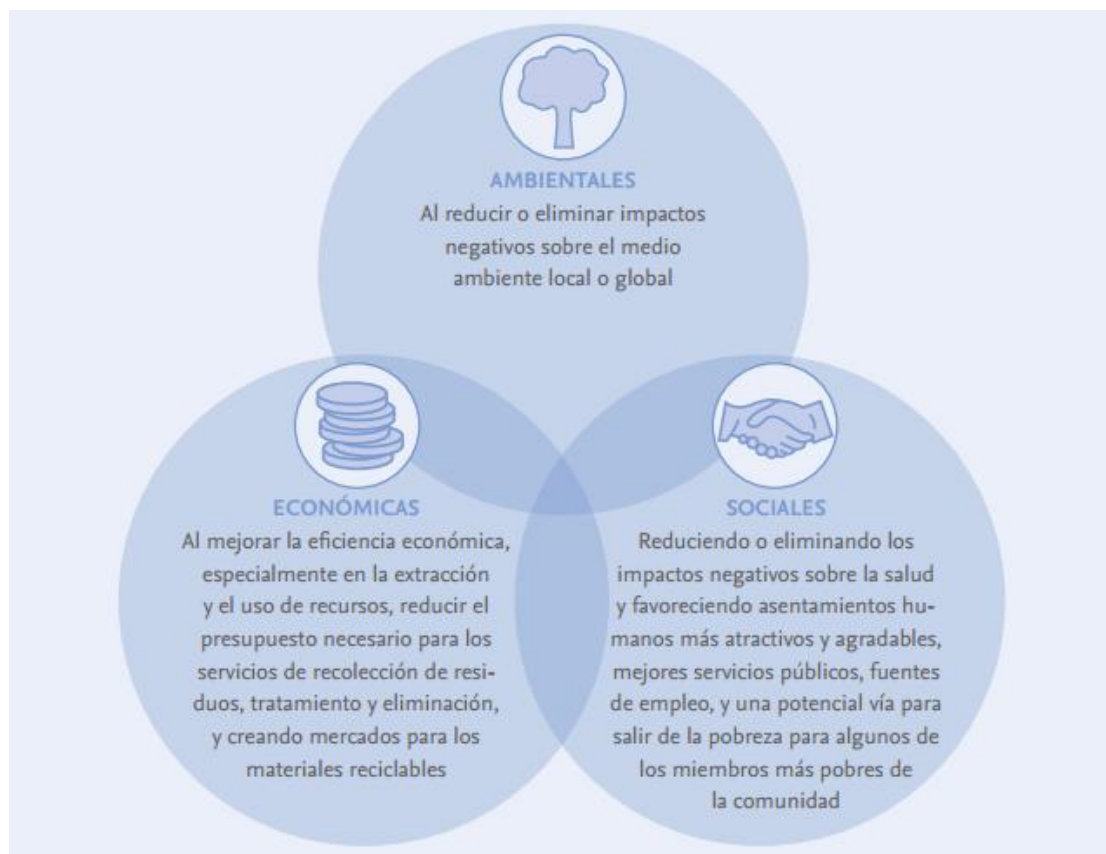 AMBIENTALES
Al reducir o eliminar impactos
negativos sobre el medio
ambiente local o global
ECONÓMICAS
Al mejorar la eficiencia económica,
especialmente en la extracción
y el uso de recursos, reducir el
presupuesto necesario para los
servicios de recolección de resi-
duos, tratamiento y eliminación,
y creando mercados para los
materiales reciclables
SOCIALES
Reduciendo o eliminando los
impactos negativos sobre la salud
y favoreciendo asentamientos hu-
manos más atractivos y agradables,
mejores servicios públicos, fuentes
de empleo, y una potencial vía para
salir de la pobreza para algunos de
los miembros más pobres de
la comunidad